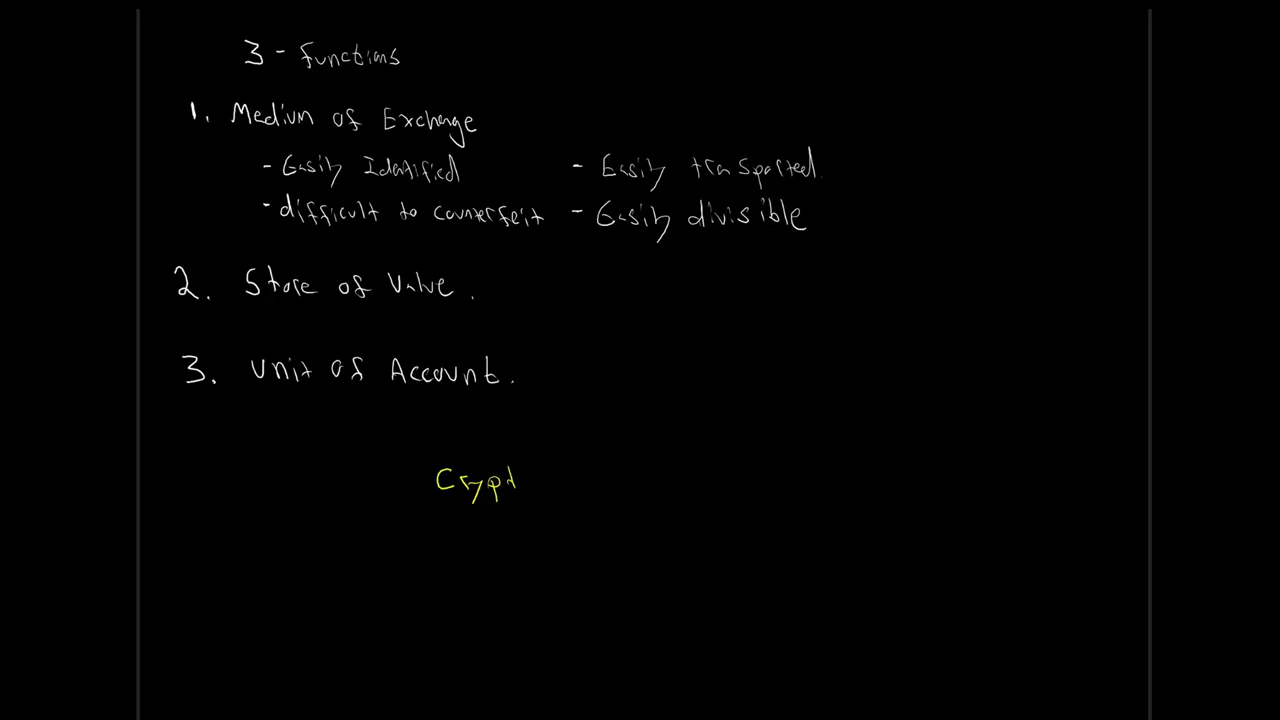 3 - functions
1. Medium of Exchange
- Easily Identified - Easily transported.
- difficult to counterfeit - Easily divisible
2. Store of Value.
3. Unit of Account.
Crypt